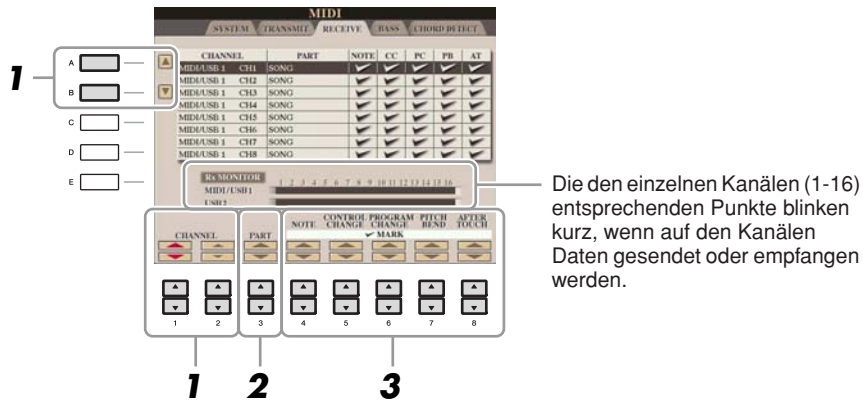 MIDI
SYSTEM TRANSMIT RECEIVE BASS CHORD DETECT
CHANNEL PART NOTE CC PC PB AT
MIDI/USB 1 CH1 SONG
MIDI/USB 1 CH2 SONG
MIDI/USB 1 CH3 SONG
MIDI/USB 1 CH4 SONG
MIDI/USB 1 CH5 SONG
MIDI/USB 1 CH6 SONG
MIDI/USB 1 CH7 SONG
MIDI/USB 1 CH8 SONG
A
B
C
D
E
1
Rx MONITOR
1 2 3 4 5 6 7 8 9 10 11 12 13 14 15 16
MIDI/USB1
USB2
Die den einzelnen Kanälen (1-16)
entsprechenden Punkte blinken
kurz, wenn auf den Kanälen
Daten gesendet oder empfangen
werden.
CHANNEL PART NOTE CONTROL CHANGE PROGRAM CHANGE PITCH BEND AFTER TOUCH
MARK
1 2 3 4 5 6 7 8
1 2 3